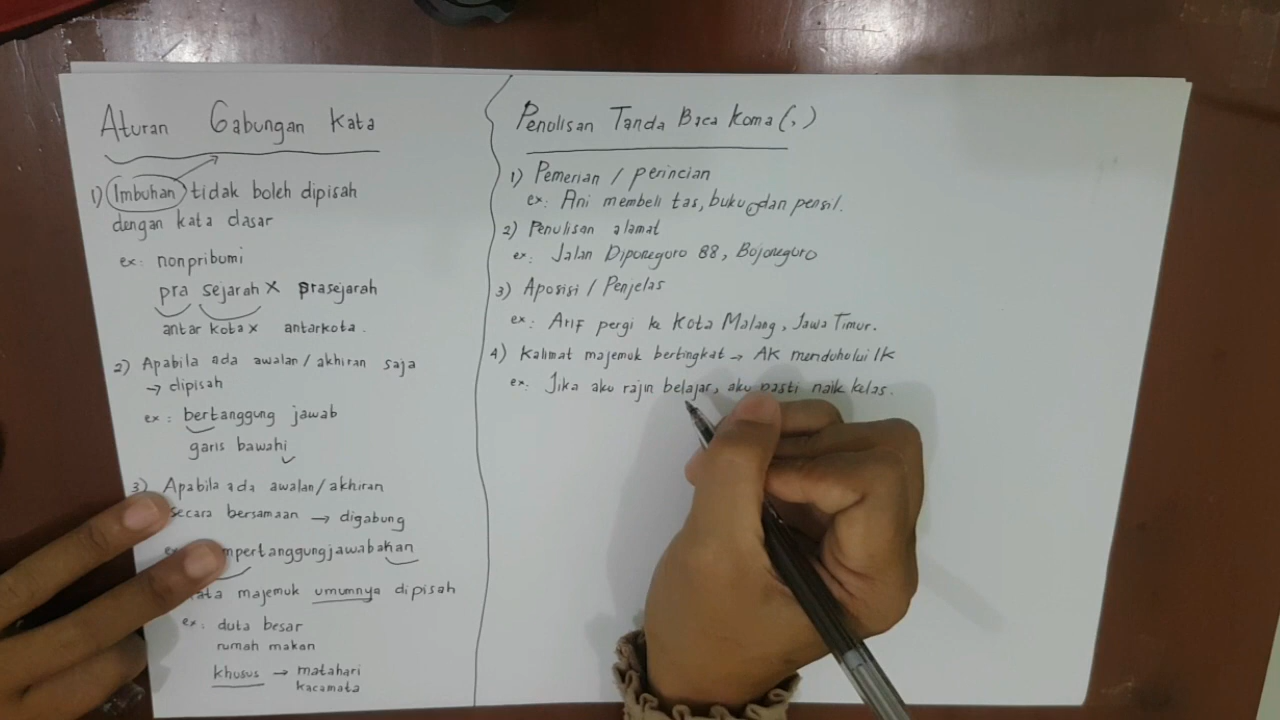 Aturan Gabungan Kata
1) Imbuhan tidak boleh dipisah
dengan kata dasar
ex: nonpribumi
pra sejarah X prasejarah
antar kota X antarkota.
2) Apabila ada awalan/akhiran saja
→ dipisah
ex: bertanggung jawab
garis bawahi
3) Apabila ada awalan/akhiran
secara bersamaan → digabung
mpertanggungjawabakan
kata majemuk umumnya dipisah
ex: duta besar
rumah makan
khusus → matahari
kacamata
Penulisan Tanda Baca Koma (,)
1) Pemerian / perincian
ex: Ani membeli tas, buku, dan pensil.
2) Penulisan alamat
ex: Jalan Diponegoro 88, Bojonegoro
3) Aposisi / Penjelas
ex: Arif pergi ke Kota Malang, Jawa Timur.
4) Kalimat majemuk bertingkat → AK menduhului IK
ex: Jika aku rajin belajar, aku pasti naik kelas.